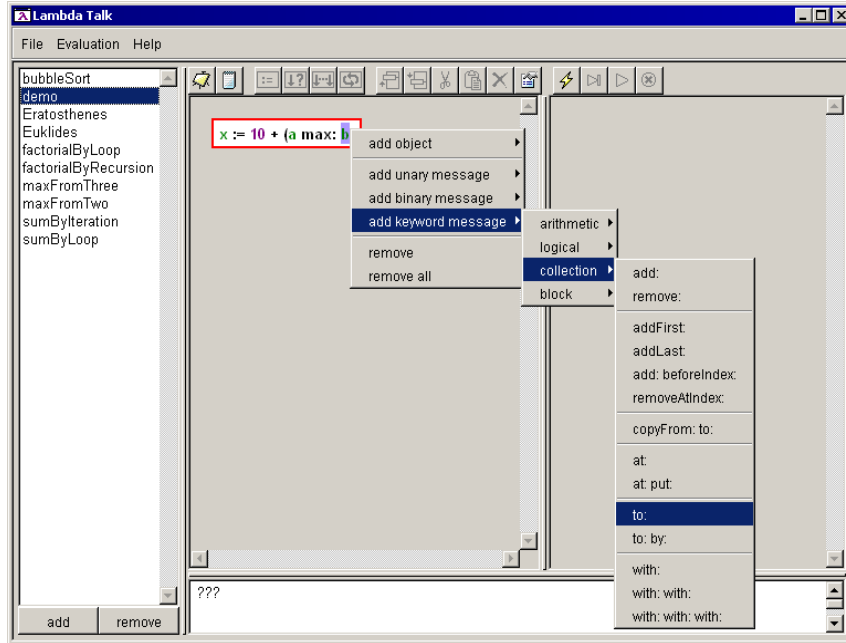 Lambda Talk
File Evaluation Help
bubbleSort
demo
Eratosthenes
Euklides
factorialByLoop
factorialByRecursion
maxFromThree
maxFromTwo
sumByIteration
sumByLoop
add remove
x := 10 + (a max: b
add object
add unary message
add binary message
add keyword message
remove
remove all
arithmetic
logical
collection
block
add:
remove:
addFirst:
addLast:
add: beforeIndex:
removeAtIndex:
copyFrom: to:
at:
at: put:
to:
to: by:
with:
with: with:
with: with: with:
???